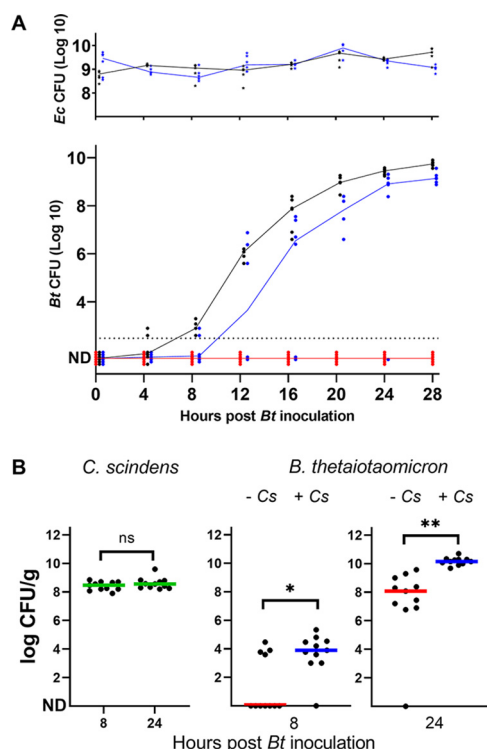 A
Ec CFU (Log 10)
10
9
Bt CFU (Log 10)
10
8
6
4
ND
0 4 8 12 16 20 24 28
Hours post Bt inoculation
B
C. scindens
B. thetaiotaomicron
- Cs + Cs
- Cs + Cs
log CFU/g
12
10
8
6
4
2
ND
ns
8 24
12
10
8
6
4
2
*
8
12
10
8
6
4
2
**
24
Hours post Bt inoculation